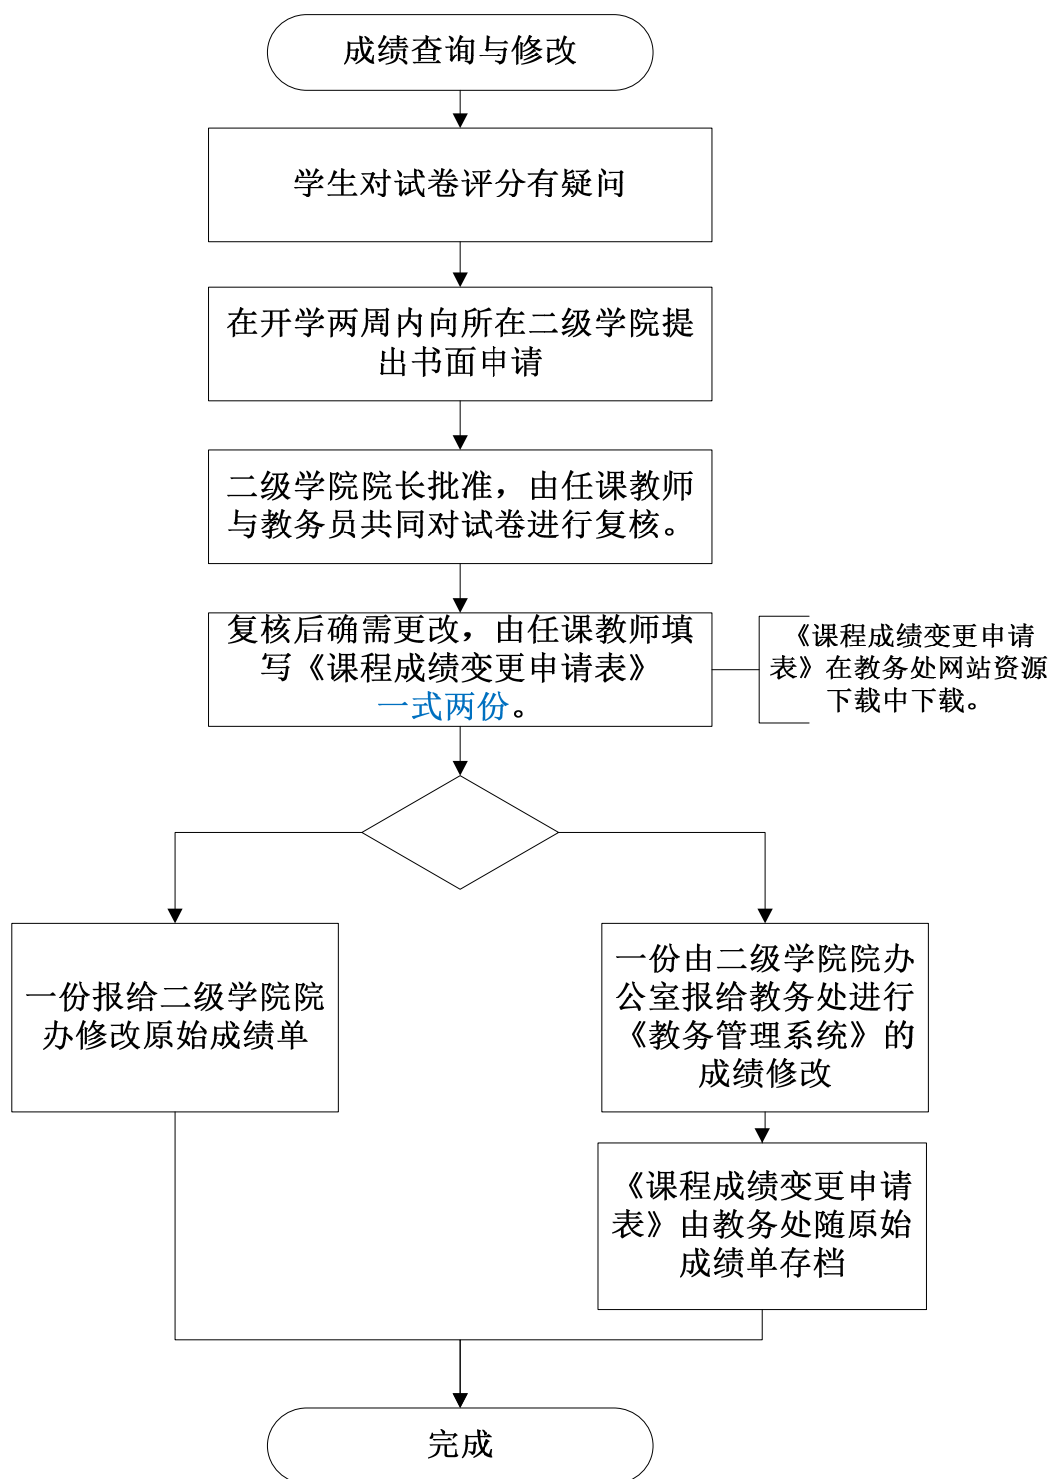 成绩查询与修改
学生对试卷评分有疑问
在开学两周内向所在二级学院提
出书面申请
二级学院院长批准，由任课教师
与教务员共同对试卷进行复核。
复核后确需更改，由任课教师填
写《课程成绩变更申请表》
一式两份。
《课程成绩变更申请
表》在教务处网站资源
下载中下载。
一份报给二级学院院
办修改原始成绩单
一份由二级学院院办
公室报给教务处进行
《教务管理系统》的
成绩修改
《课程成绩变更申请
表》由教务处随原始
成绩单存档
完成